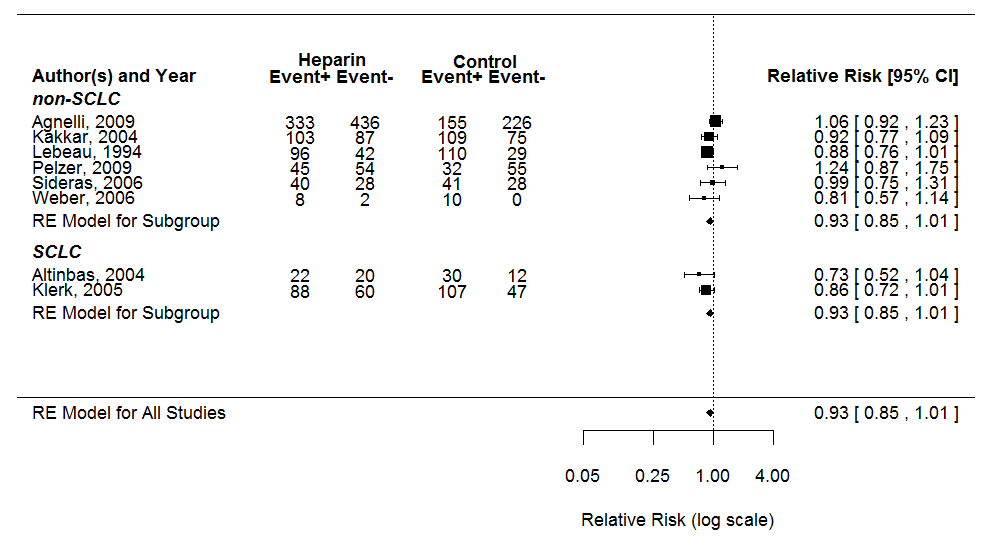 Heparin Control
Author(s) and Year Event+ Event- Event+ Event- Relative Risk [95% CI]
non-SCLC
Agnelli, 2009 333 436 155 226 1.06 [ 0.92 , 1.23 ]
Kakkar, 2004 103 87 109 75 0.92 [ 0.77 , 1.09 ]
Lebeau, 1994 96 42 110 29 0.88 [ 0.76 , 1.01 ]
Pelzer, 2009 45 54 32 55 1.24 [ 0.87 , 1.75 ]
Sideras, 2006 40 28 41 28 0.99 [ 0.75 , 1.31 ]
Weber, 2006 8 2 10 0 0.81 [ 0.57 , 1.14 ]
RE Model for Subgroup 0.93 [ 0.85 , 1.01 ]
SCLC
Altinbas, 2004 22 20 30 12 0.73 [ 0.52 , 1.04 ]
Klerk, 2005 88 60 107 47 0.86 [ 0.72 , 1.01 ]
RE Model for Subgroup 0.93 [ 0.85 , 1.01 ]
RE Model for All Studies 0.93 [ 0.85 , 1.01 ]
0.05 0.25 1.00 4.00
Relative Risk (log scale)